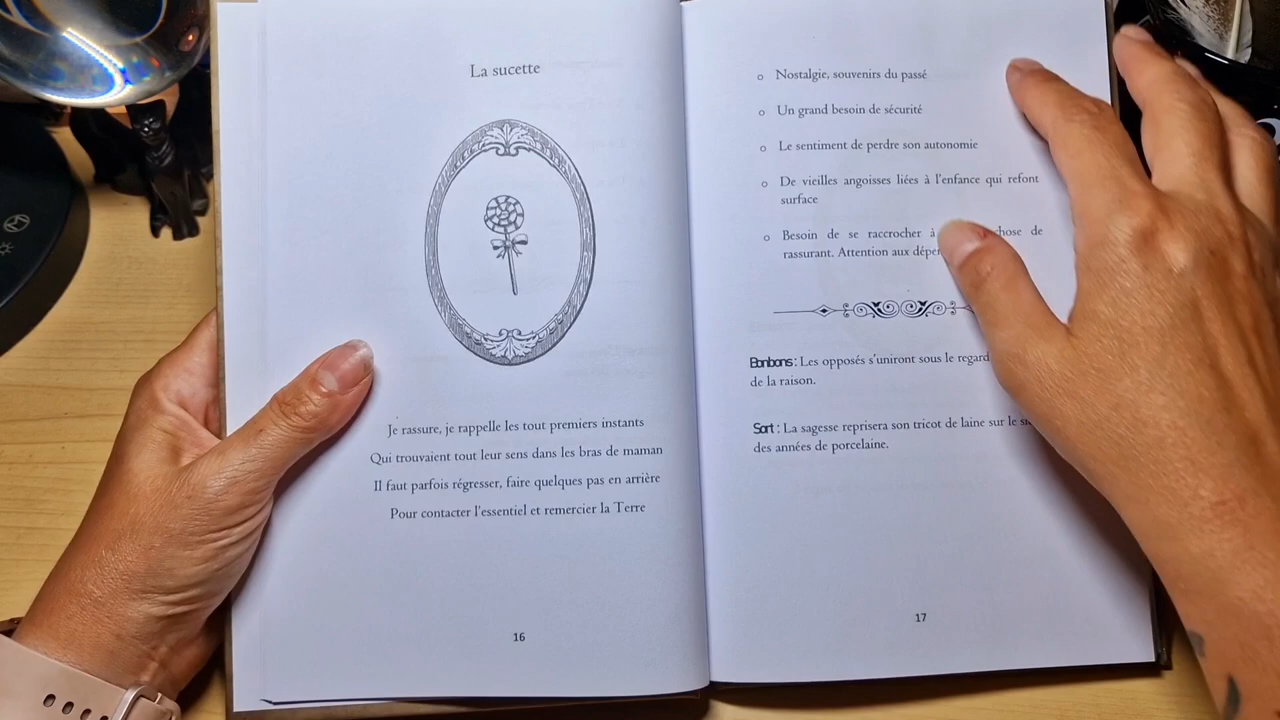 La sucette
Je rassure, je rappelle les tout premiers instants
Qui trouvaient tout leur sens dans les bras de maman
Il faut parfois régresser, faire quelques pas en arrière
Pour contacter l'essentiel et remercier la Terre
16
Nostalgie, souvenirs du passé
Un grand besoin de sécurité
Le sentiment de perdre son autonomie
De vieilles angoisses liées à l'enfance qui refont
surface
Besoin de se raccrocher à chose de
rassurant. Attention aux
Bonbons : Les opposés s'uniront sous le regard
de la raison.
Sort : La sagesse reprisera son tricot de laine sur le
des années de porcelaine.
17